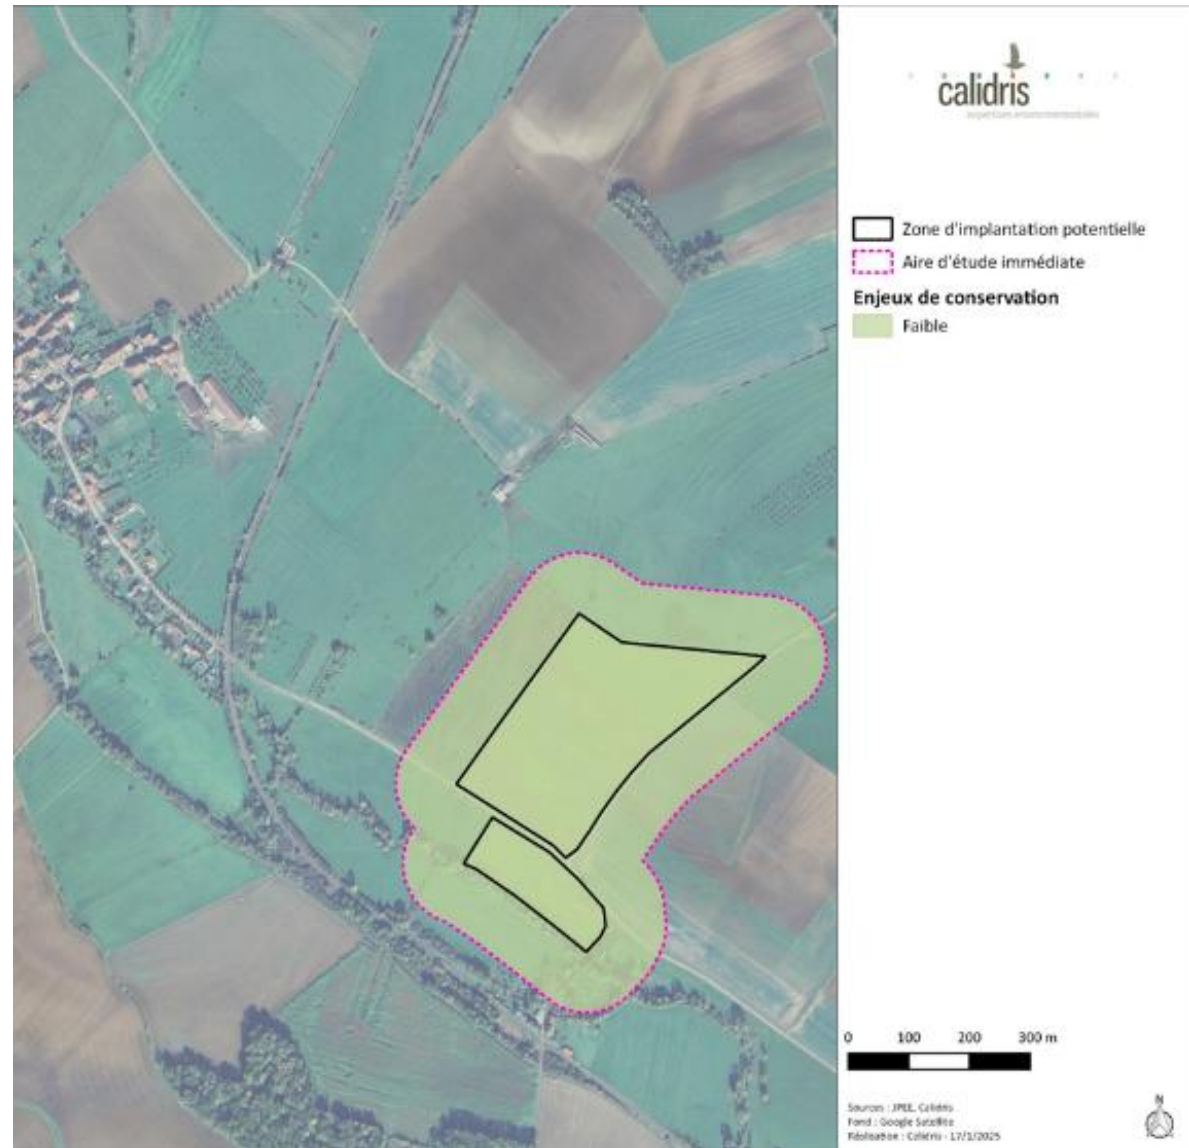 calidris
Zone d'implantation potentielle
Aire d'étude immédiate
Enjeux de conservation
Faible
0 100 200 300 m
Sources : JPEE, Calidris
Fond : Google Satellite
Réalisation : Calidris - 17/1/2025
N